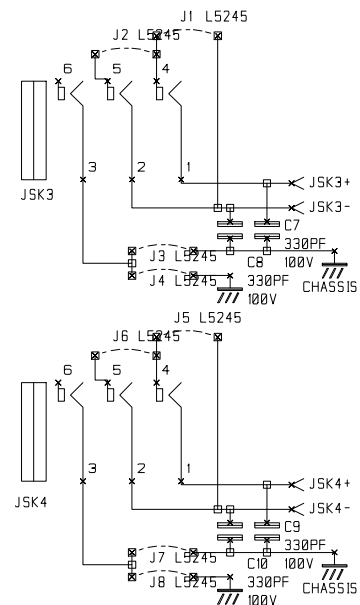 J1 L5245
J2 L5245
6 5 4
JSK3
3 2 1
JSK3+
JSK3-
C7
330PF
100V
J3 L5245
C8
J4 L5245
330PF
100V
CHASSIS
J5 L5245
J6 L5245
6 5 4
JSK4
3 2 1
JSK4+
JSK4-
C9
330PF
100V
J7 L5245
C10
J8 L5245
330PF
100V
CHASSIS